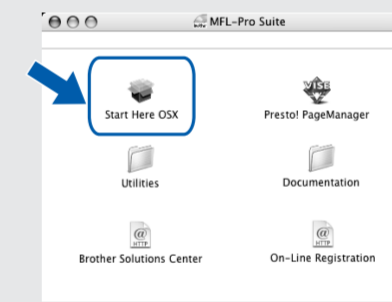 MFL-Pro Suite
Start Here OSX
VISE
Presto! PageManager
Utilities
Documentation
@
HTTP
Brother Solutions Center
@
HTTP
On-Line Registration